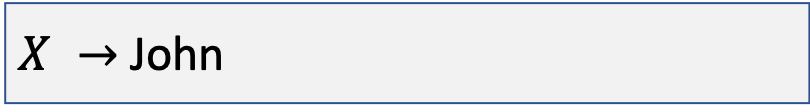 X → John